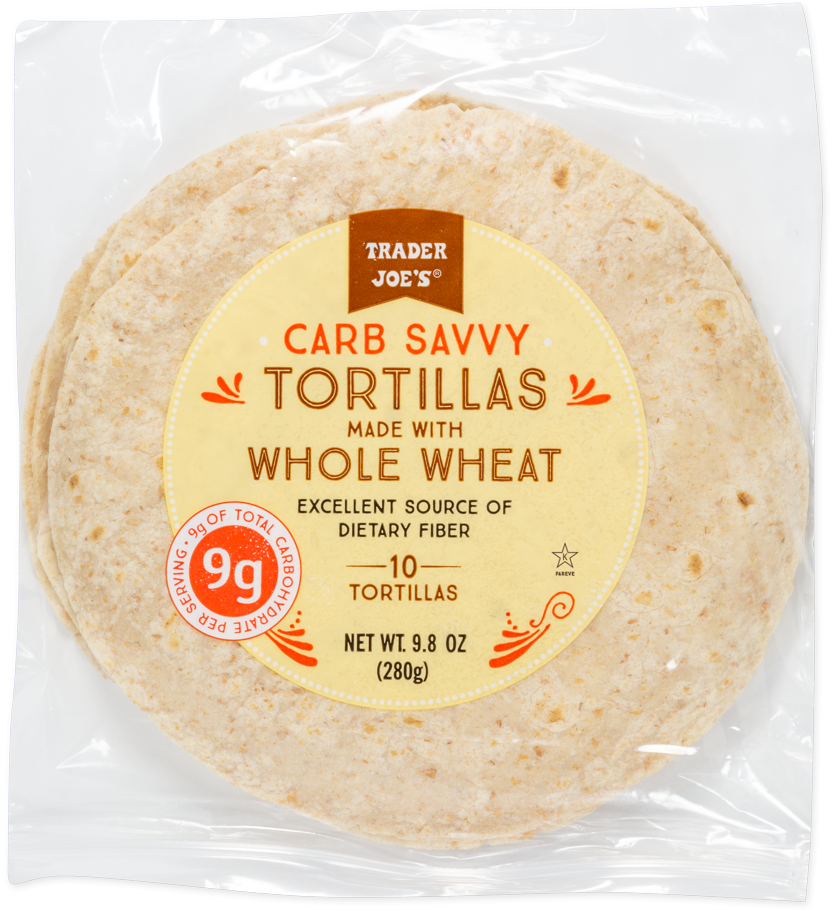 TRADER
JOE'S®
CARB SAVVY
TORTILLAS
MADE WITH
WHOLE WHEAT
EXCELLENT SOURCE OF
DIETARY FIBER
10
TORTILLAS
K
PAREVE
NET WT. 9.8 OZ
(280g)
9g OF TOTAL CARBOHYDRATE PER SERVING •
9g